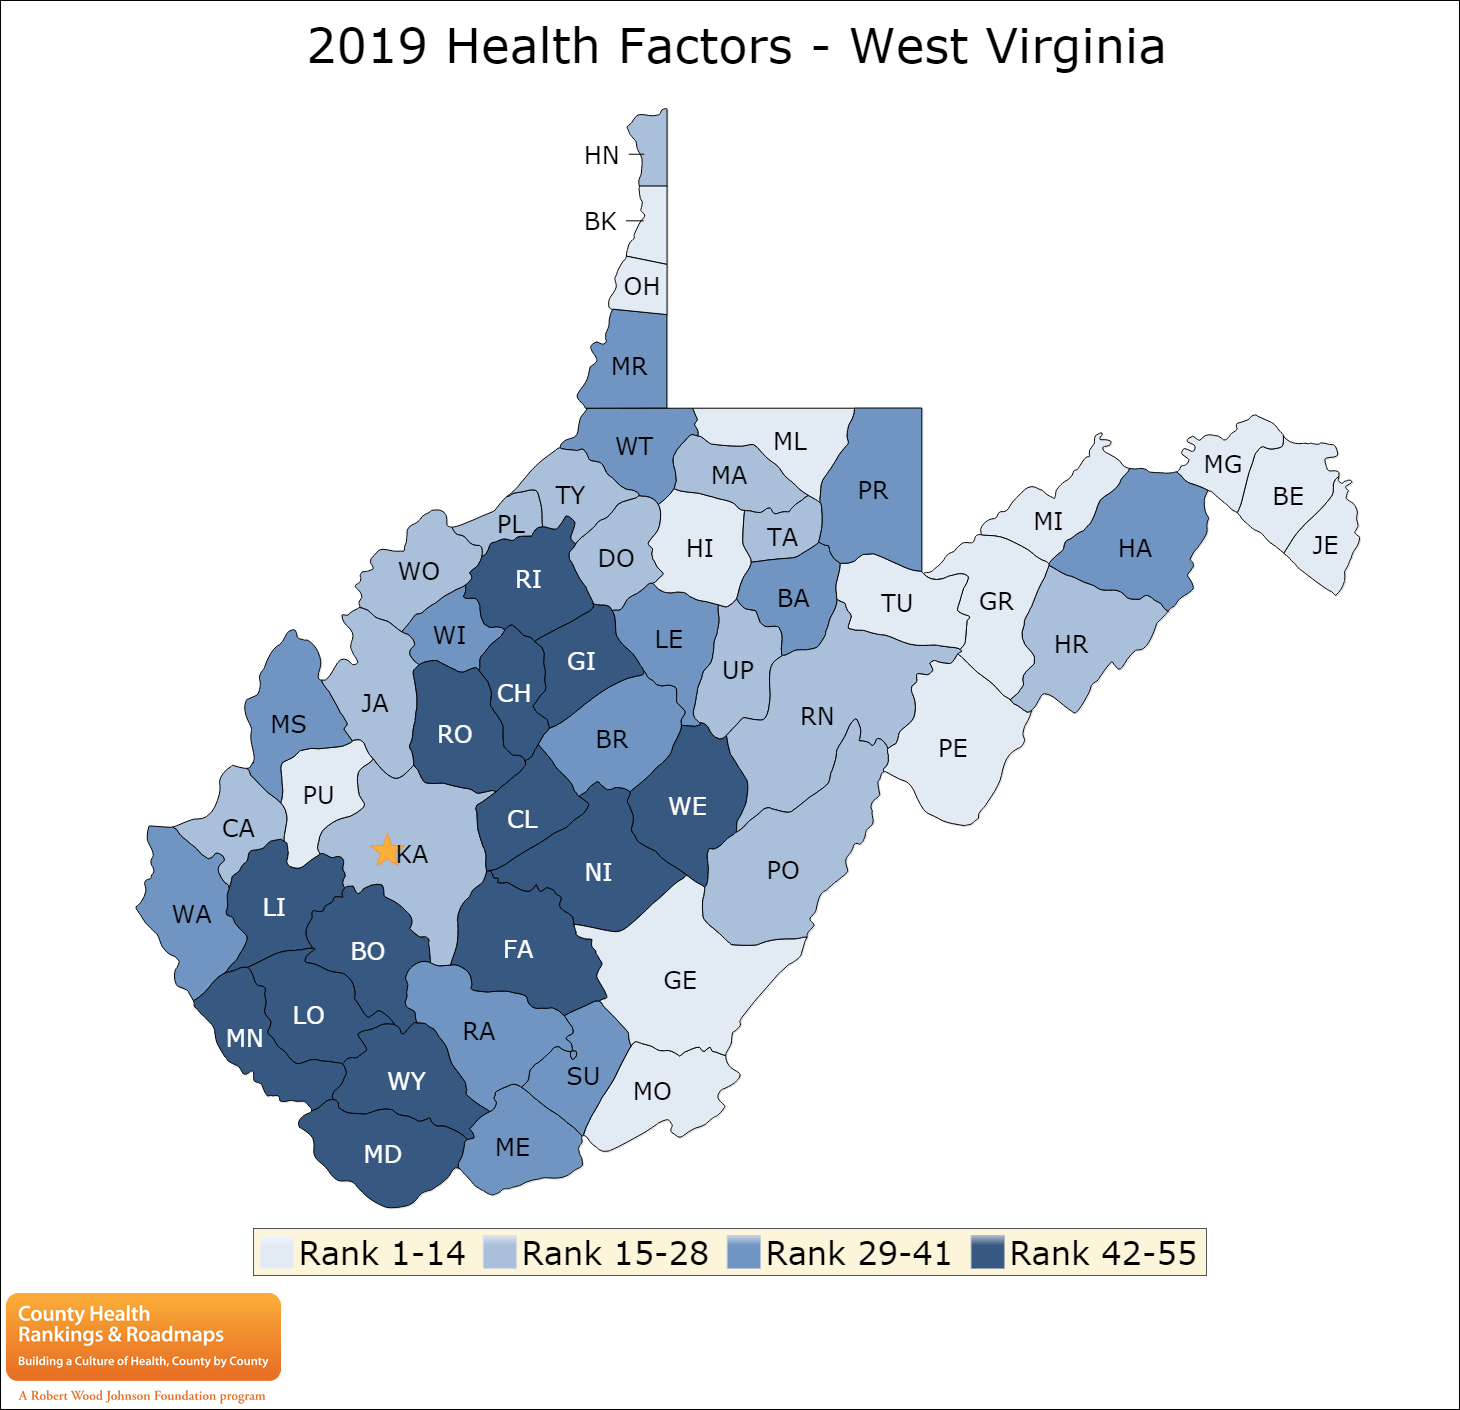 2019 Health Factors - West Virginia
HN
BK
OH
MR
WT
ML
MA
PR
TY
PL
DO
HI
TA
MI
MG
BE
JE
HA
WO
RI
WI
LE
BA
TU
GR
HR
GI
CH
UP
JA
RO
BR
RN
PE
MS
PU
CA
KA
CL
WE
NI
PO
WA
LI
BO
FA
GE
LO
MN
RA
WY
SU
MO
MD
ME
Rank 1-14 Rank 15-28 Rank 29-41 Rank 42-55
County Health
Rankings & Roadmaps
Building a Culture of Health, County by County
A Robert Wood Johnson Foundation program